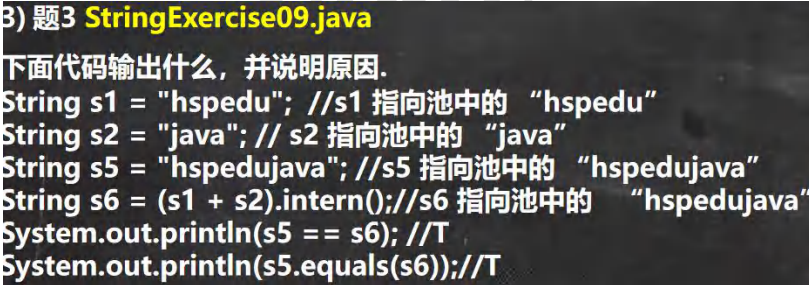 3) 题3 StringExercise09.java
下面代码输出什么，并说明原因.
String s1 = "hspedu";  //s1 指向池中的 “hspedu”
String s2 = "java"; // s2 指向池中的 “java”
String s5 = "hspedujava"; //s5 指向池中的 “hspedujava”
String s6 = (s1 + s2).intern();//s6 指向池中的   “hspedujava”
System.out.println(s5 == s6); //T
System.out.println(s5.equals(s6));//T